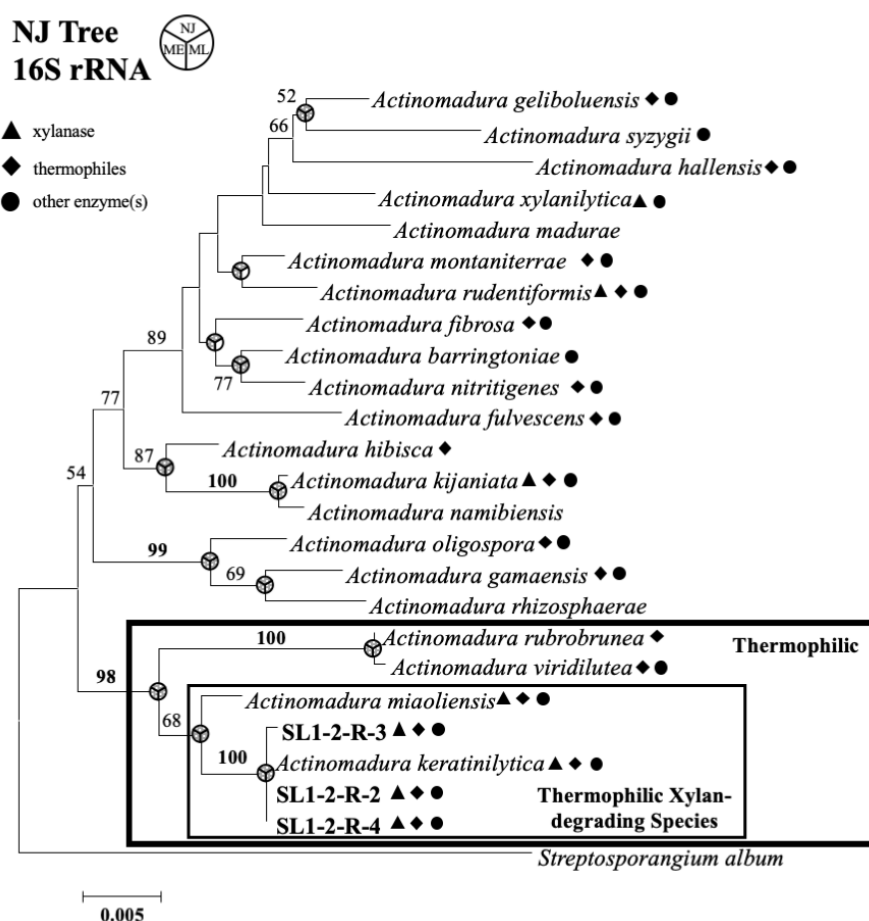 NJ Tree
16S rRNA
NJ
ME ML
xylanase
thermophiles
other enzyme(s)
52
Actinomadura geliboluensis
66
Actinomadura syzygii
Actinomadura hallensis
Actinomadura xylanilytica
Actinomadura madurae
Actinomadura montaniterrae
Actinomadura rudentiformis
Actinomadura fibrosa
89
Actinomadura barringtoniae
77
Actinomadura nitritigenes
77
Actinomadura fulvescens
87
Actinomadura hibisca
54
100
Actinomadura kijaniata
Actinomadura namibiensis
Actinomadura oligospora
99
69
Actinomadura gamaensis
Actinomadura rhizosphaerae
100
Actinomadura rubrobrunea
Thermophilic
Actinomadura viridilutea
98
Actinomadura miaoliensis
68
SL1-2-R-3
100
Actinomadura keratinilytica
SL1-2-R-2
Thermophilic Xylan-
degrading Species
SL1-2-R-4
Streptosporangium album
0.005